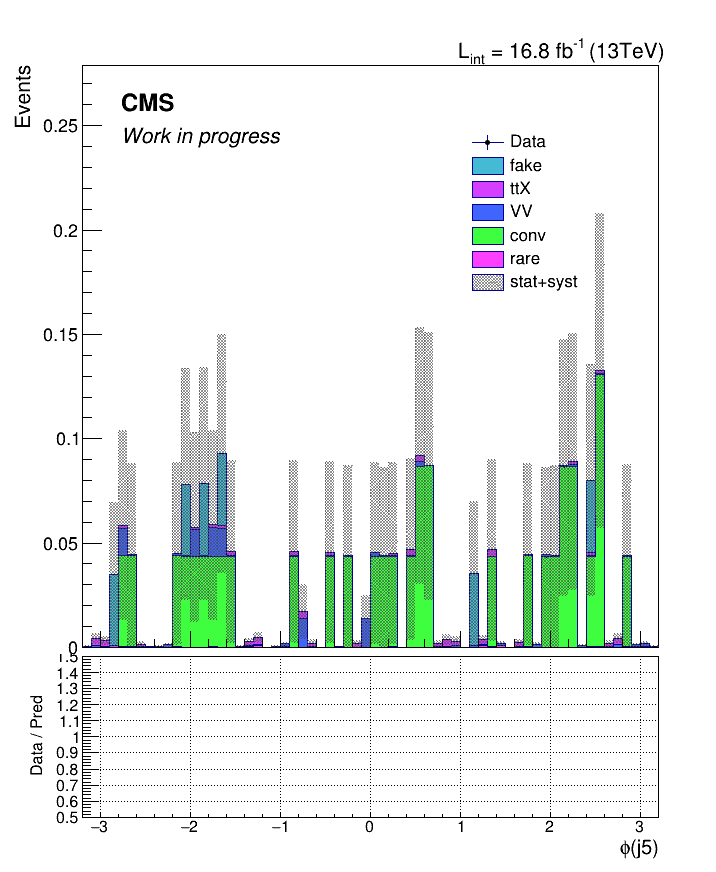 L_int = 16.8 fb^-1 (13TeV)
Events
CMS
Work in progress
Data
fake
ttX
VV
conv
rare
stat+syst
0.25
0.2
0.15
0.1
0.05
0
Data / Pred
1.5
1.4
1.3
1.2
1.1
1
0.9
0.8
0.7
0.6
0.5
−3 −2 −1 0 1 2 3
ϕ(j5)